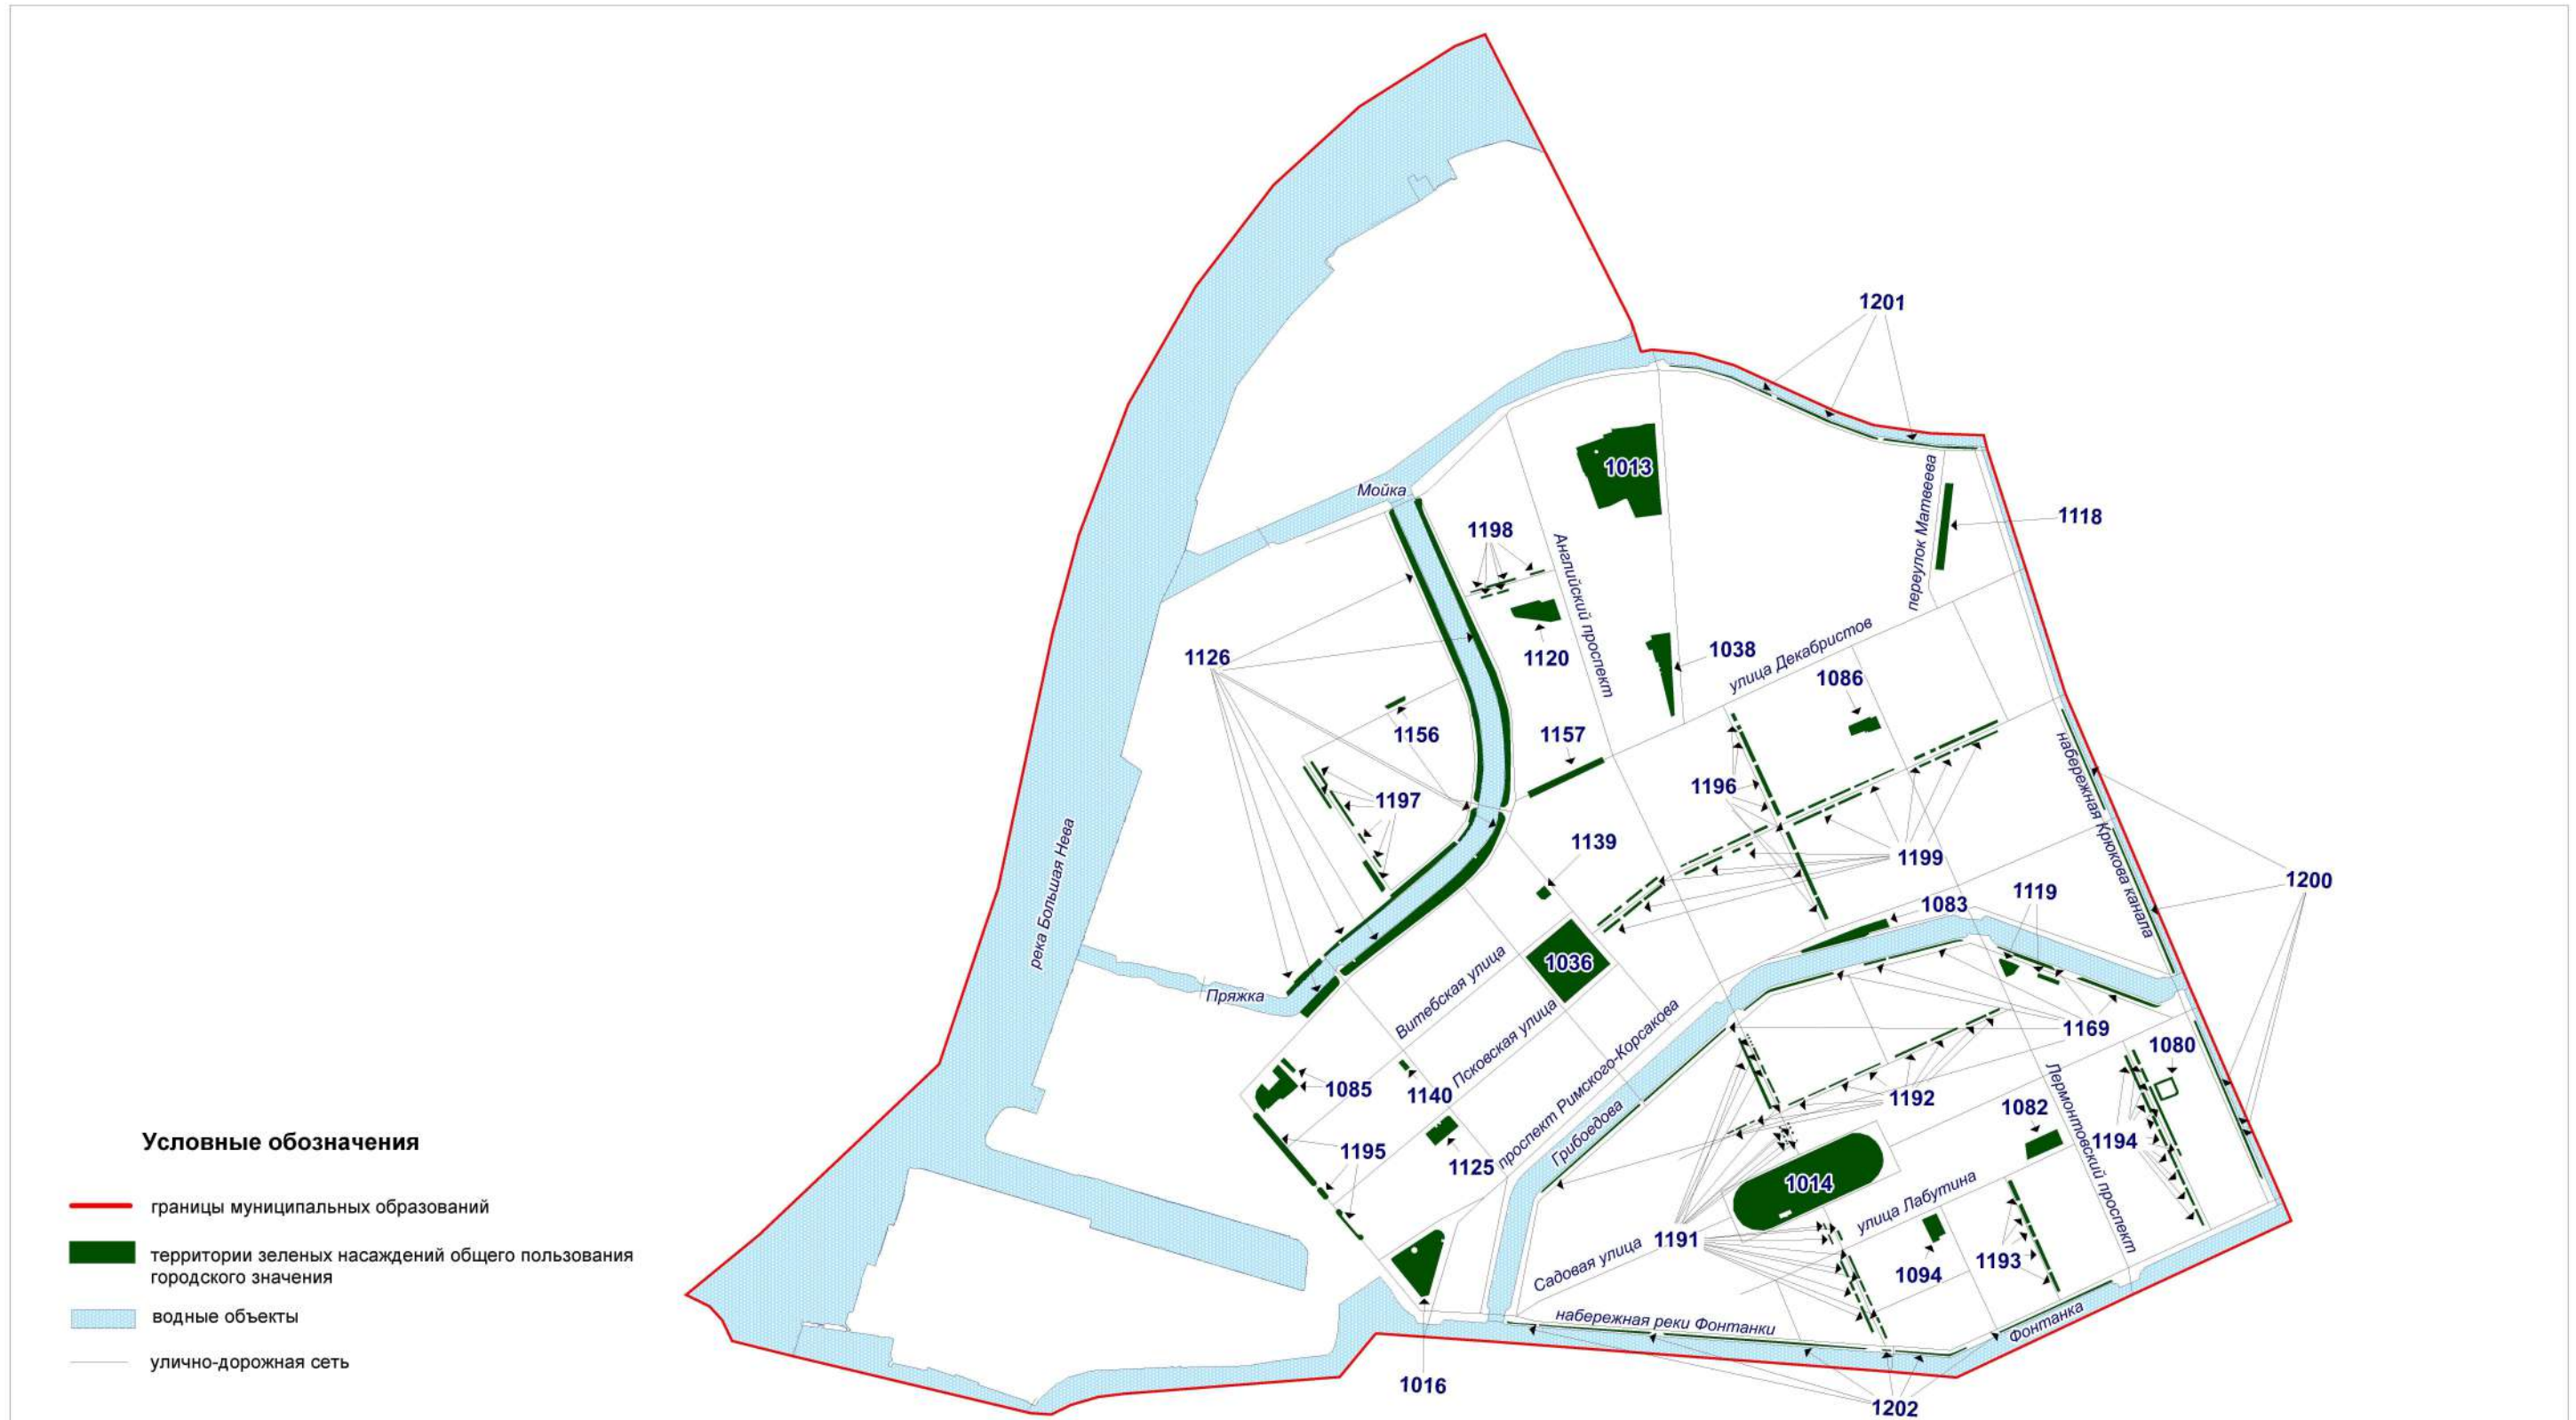 1201
1013
Мойка
1198
переулок Матвеева
1118
Английский проспект
1126
1120
1038
улица Декабристов
1086
1156
1157
1196
набережная Крюкова канала
1197
1139
1199
река Большая Нева
1200
1119
1083
1036
Витебская улица
Пряжка
Псковская улица
проспект Римского-Корсакова
1169
1080
1085
1140
Грибоедова
1192
1082
Лермонтовский проспект
1194
1195
1125
1014
улица Лабутина
Садовая улица
1191
1094
1193
набережная реки Фонтанки
Фонтанка
1016
1202
Условные обозначения
границы муниципальных образований
территории зеленых насаждений общего пользования
городского значения
водные объекты
улично-дорожная сеть